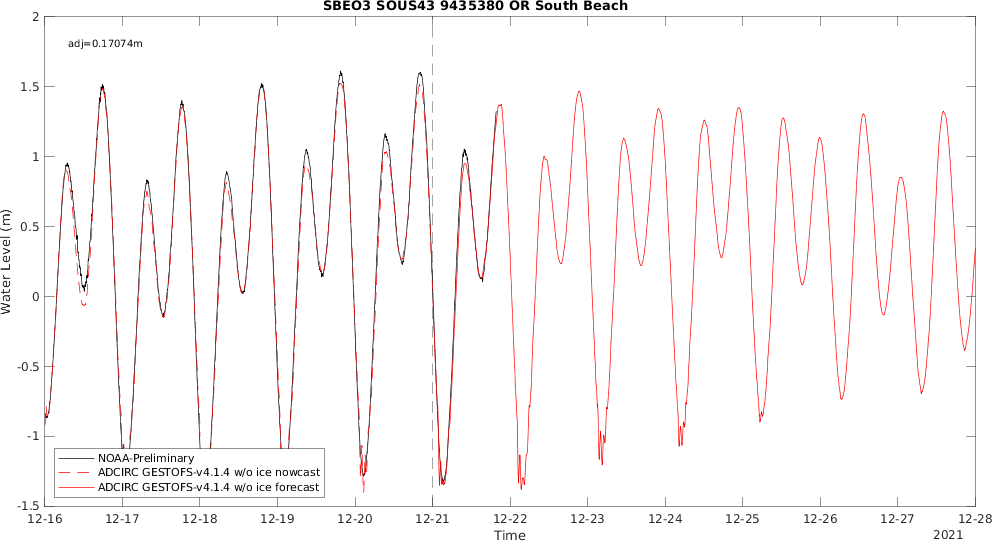 SBEO3 SOUS43 9435380 OR South Beach
adj=0.17074m
2
1.5
1
0.5
0
-0.5
-1
-1.5
Water Level (m)
NOAA-Preliminary
ADCIRC GESTOFS-v4.1.4 w/o ice nowcast
ADCIRC GESTOFS-v4.1.4 w/o ice forecast
12-16 12-17 12-18 12-19 12-20 12-21 12-22 12-23 12-24 12-25 12-26 12-27 12-28
Time
2021